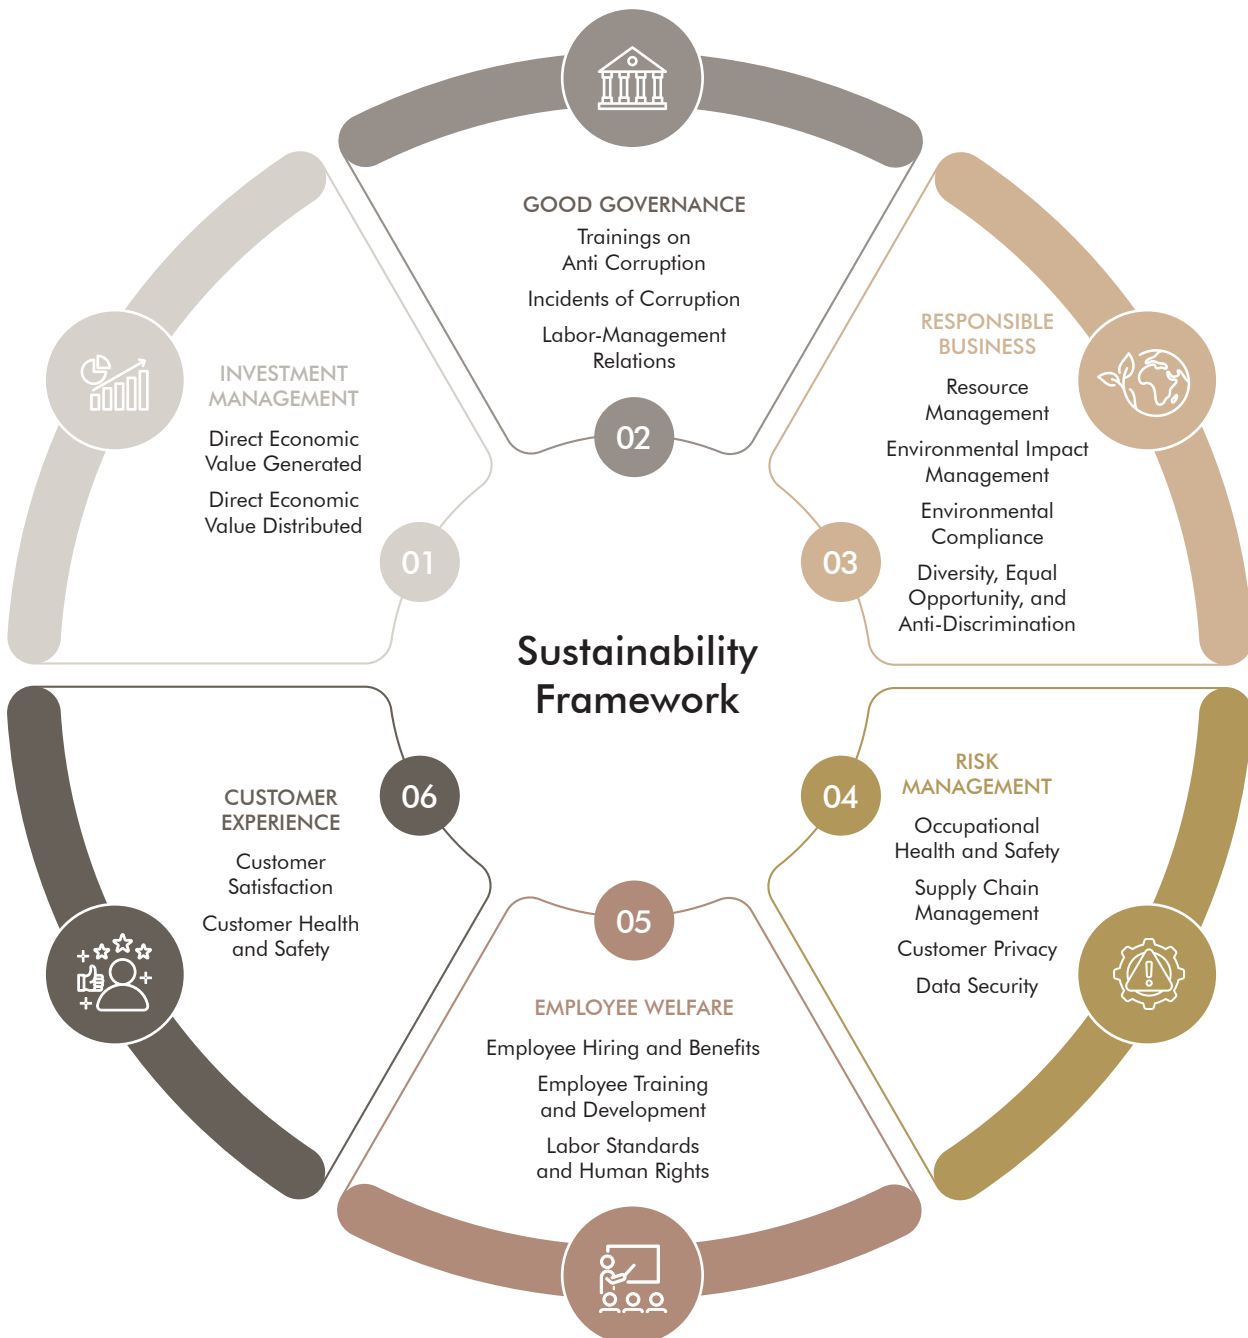 GOOD GOVERNANCE
Trainings on
Anti Corruption
Incidents of Corruption
Labor-Management
Relations
02
INVESTMENT
MANAGEMENT
Direct Economic
Value Generated
Direct Economic
Value Distributed
01
RESPONSIBLE
BUSINESS
Resource
Management
Environmental Impact
Management
Environmental
Compliance
Diversity, Equal
Opportunity, and
Anti-Discrimination
03
Sustainability
Framework
CUSTOMER
EXPERIENCE
Customer
Satisfaction
Customer Health
and Safety
06
RISK
MANAGEMENT
Occupational
Health and Safety
Supply Chain
Management
Customer Privacy
Data Security
04
05
EMPLOYEE WELFARE
Employee Hiring and Benefits
Employee Training
and Development
Labor Standards
and Human Rights